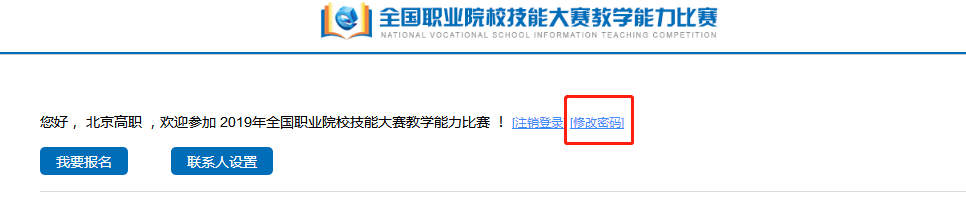 全国职业院校技能大赛教学能力比赛
NATIONAL VOCATIONAL SCHOOL INFORMATION TEACHING COMPETITION
您好 ， 北京高职 ，欢迎参加 2019年全国职业院校技能大赛教学能力比赛 ！ [注销登录] [修改密码]
我要报名 联系人设置